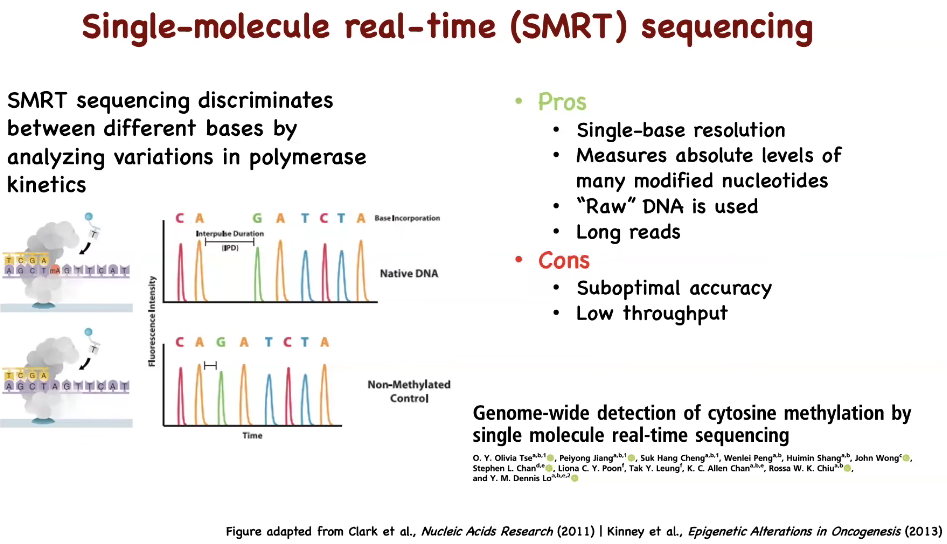 Single-molecule real-time (SMRT) sequencing
SMRT sequencing discriminates
between different bases by
analyzing variations in polymerase
kinetics
T
T C G A
A G C T mA G T T C A T
T
T C G A
A G C T A G T T C A T
C A G A T C T A Base Incorporation
Interpulse Duration
(IPD)
Native DNA
Fluorescence Intensity
C A G A T C T A
Non-Methylated
Control
Time
• Pros
• Single-base resolution
• Measures absolute levels of
many modified nucleotides
• “Raw” DNA is used
• Long reads
• Cons
• Suboptimal accuracy
• Low throughput
Genome-wide detection of cytosine methylation by
single molecule real-time sequencing
O. Y. Olivia Tse a,b,1, Peiyong Jiang a,b,1, Suk Hang Cheng a,b,1, Wenlei Peng a,b, Huimin Shang a,b, John Wong c,
Stephen L. Chan d,e, Liona C. Y. Poon f, Tak Y. Leung f, K. C. Allen Chan a,b,e, Rossa W. K. Chiu a,b,
and Y. M. Dennis Lo a,b,e,2
Figure adapted from Clark et al., Nucleic Acids Research (2011) | Kinney et al., Epigenetic Alterations in Oncogenesis (2013)